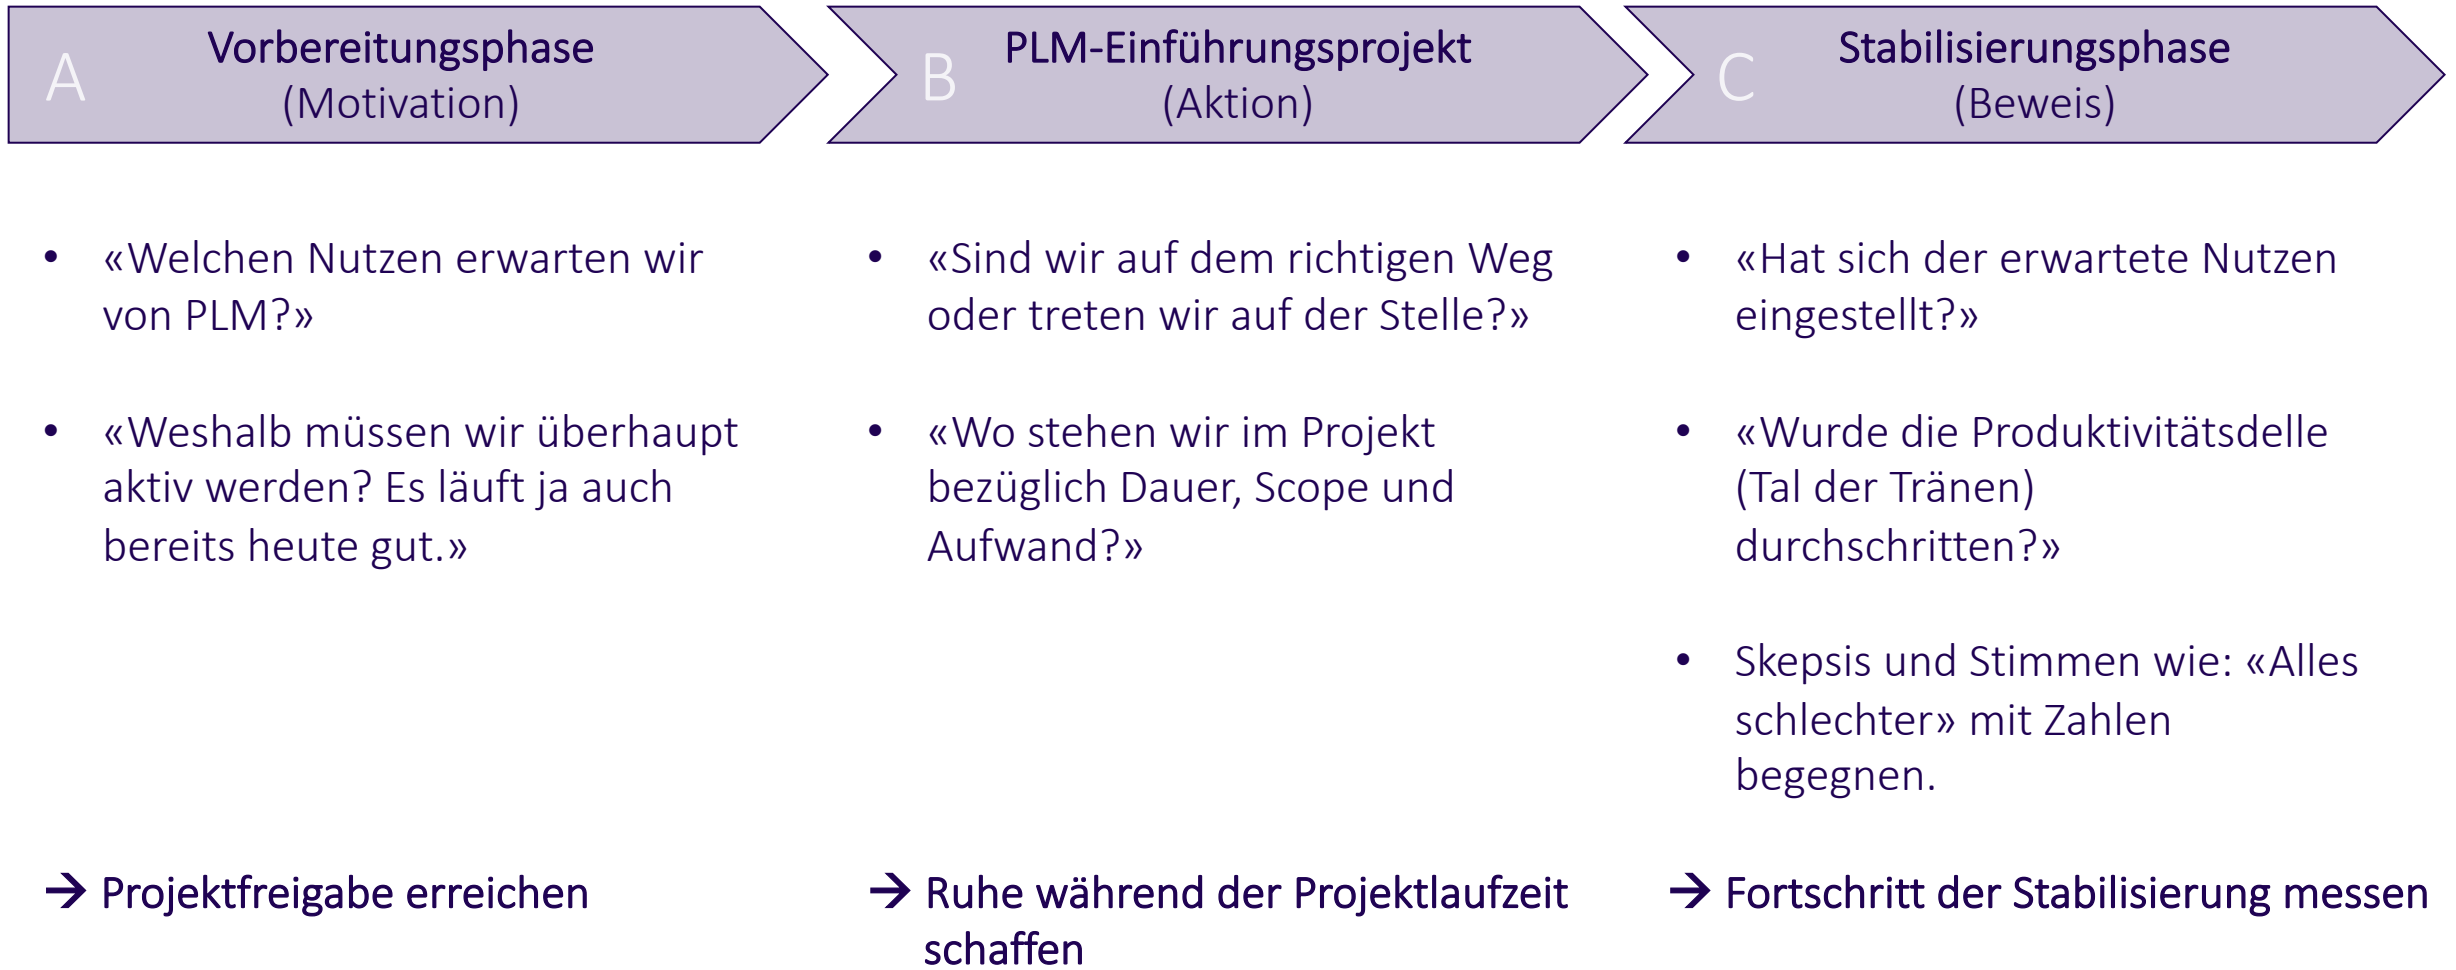 A
Vorbereitungsphase
(Motivation)
B
PLM-Einführungsprojekt
(Aktion)
C
Stabilisierungsphase
(Beweis)
• «Welchen Nutzen erwarten wir
von PLM?»
• «Weshalb müssen wir überhaupt
aktiv werden? Es läuft ja auch
bereits heute gut.»
→ Projektfreigabe erreichen
• «Sind wir auf dem richtigen Weg
oder treten wir auf der Stelle?»
• «Wo stehen wir im Projekt
bezüglich Dauer, Scope und
Aufwand?»
→ Ruhe während der Projektlaufzeit
schaffen
• «Hat sich der erwartete Nutzen
eingestellt?»
• «Wurde die Produktivitätsdelle
(Tal der Tränen)
durchschritten?»
• Skepsis und Stimmen wie: «Alles
schlechter» mit Zahlen
begegnen.
→ Fortschritt der Stabilisierung messen